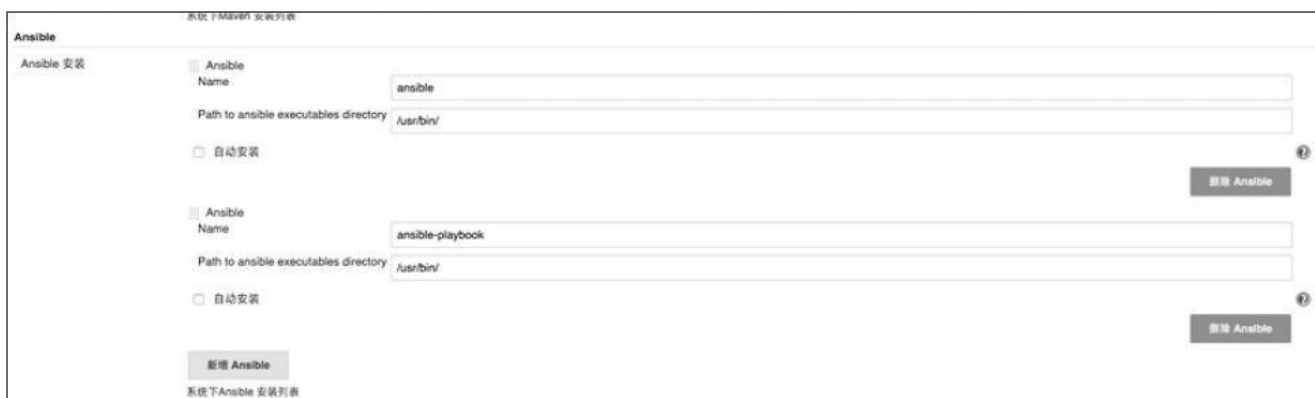 系统下Maven 安装列表
Ansible
Ansible 安装
Ansible
Name
ansible
Path to ansible executables directory
/usr/bin/
自动安装
删除 Ansible
Ansible
Name
ansible-playbook
Path to ansible executables directory
/usr/bin/
自动安装
删除 Ansible
新增 Ansible
系统下Ansible 安装列表